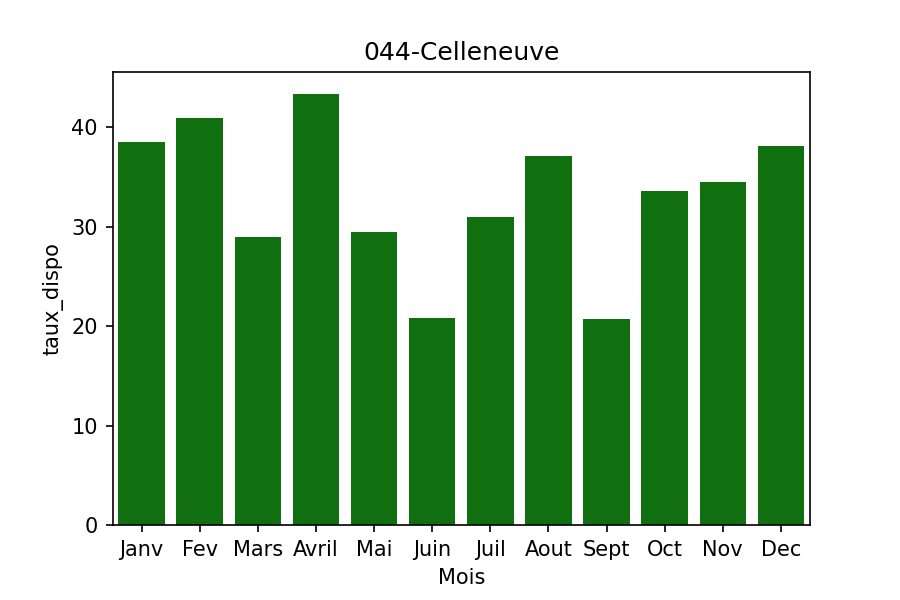 044-Celleneuve
taux_dispo
40
30
20
10
0
Janv Fev Mars Avril Mai Juin Juil Aout Sept Oct Nov Dec
Mois